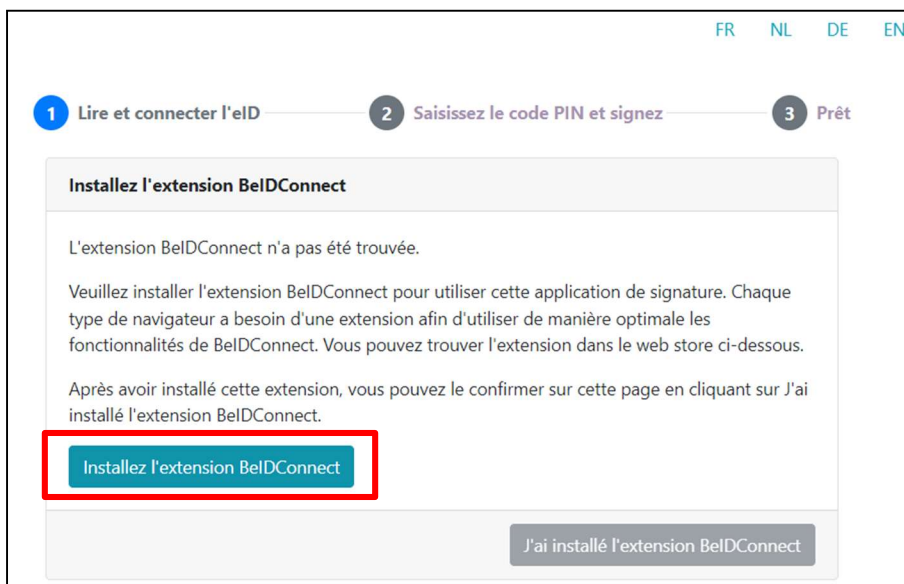 FR NL DE EN
1 Lire et connecter l'eID 2 Saisissez le code PIN et signez 3 Prêt
Installez l'extension BeIDConnect
L'extension BeIDConnect n'a pas été trouvée.
Veuillez installer l'extension BeIDConnect pour utiliser cette application de signature. Chaque
type de navigateur a besoin d'une extension afin d'utiliser de manière optimale les
fonctionnalités de BeIDConnect. Vous pouvez trouver l'extension dans le web store ci-dessous.
Après avoir installé cette extension, vous pouvez le confirmer sur cette page en cliquant sur J'ai
installé l'extension BeIDConnect.
Installez l'extension BeIDConnect
J'ai installé l'extension BeIDConnect